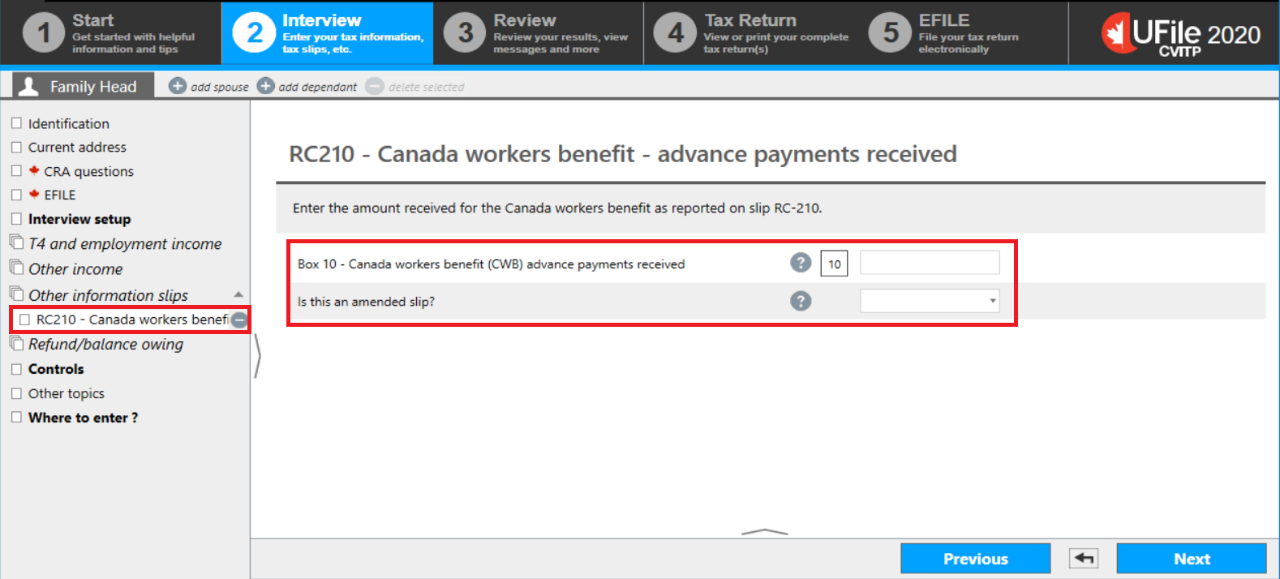 1
Start
Get started with helpful
information and tips
2
Interview
Enter your tax information,
tax slips, etc.
3
Review
Review your results, view
messages and more
4
Tax Return
View or print your complete
tax return(s)
5
EFILE
File your tax return
electronically
UFile 2020
CVITP
Family Head
add spouse
add dependant
delete selected
Identification
Current address
CRA questions
EFILE
Interview setup
T4 and employment income
Other income
Other information slips
RC210 - Canada workers benefi
Refund/balance owing
Controls
Other topics
Where to enter ?
RC210 - Canada workers benefit - advance payments received
Enter the amount received for the Canada workers benefit as reported on slip RC-210.
Box 10 - Canada workers benefit (CWB) advance payments received ? 10
Is this an amended slip? ?
Previous
Next